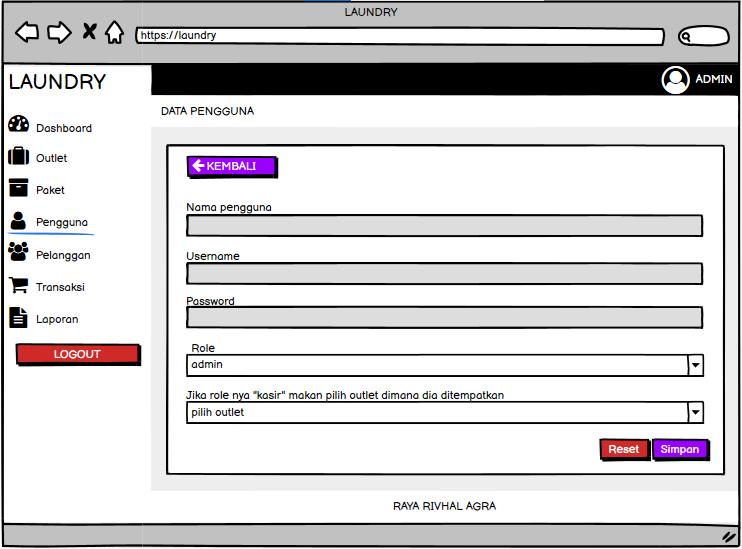 LAUNDRY
https://laundry
LAUNDRY
ADMIN
DATA PENGGUNA
Dashboard
Outlet
Paket
Pengguna
Pelanggan
Transaksi
Laporan
LOGOUT
KEMBALI
Nama pengguna
Username
Password
Role
admin
Jika role nya "kasir" makan pilih outlet dimana dia ditempatkan
pilih outlet
Reset Simpan
RAYA RIVHAL AGRA